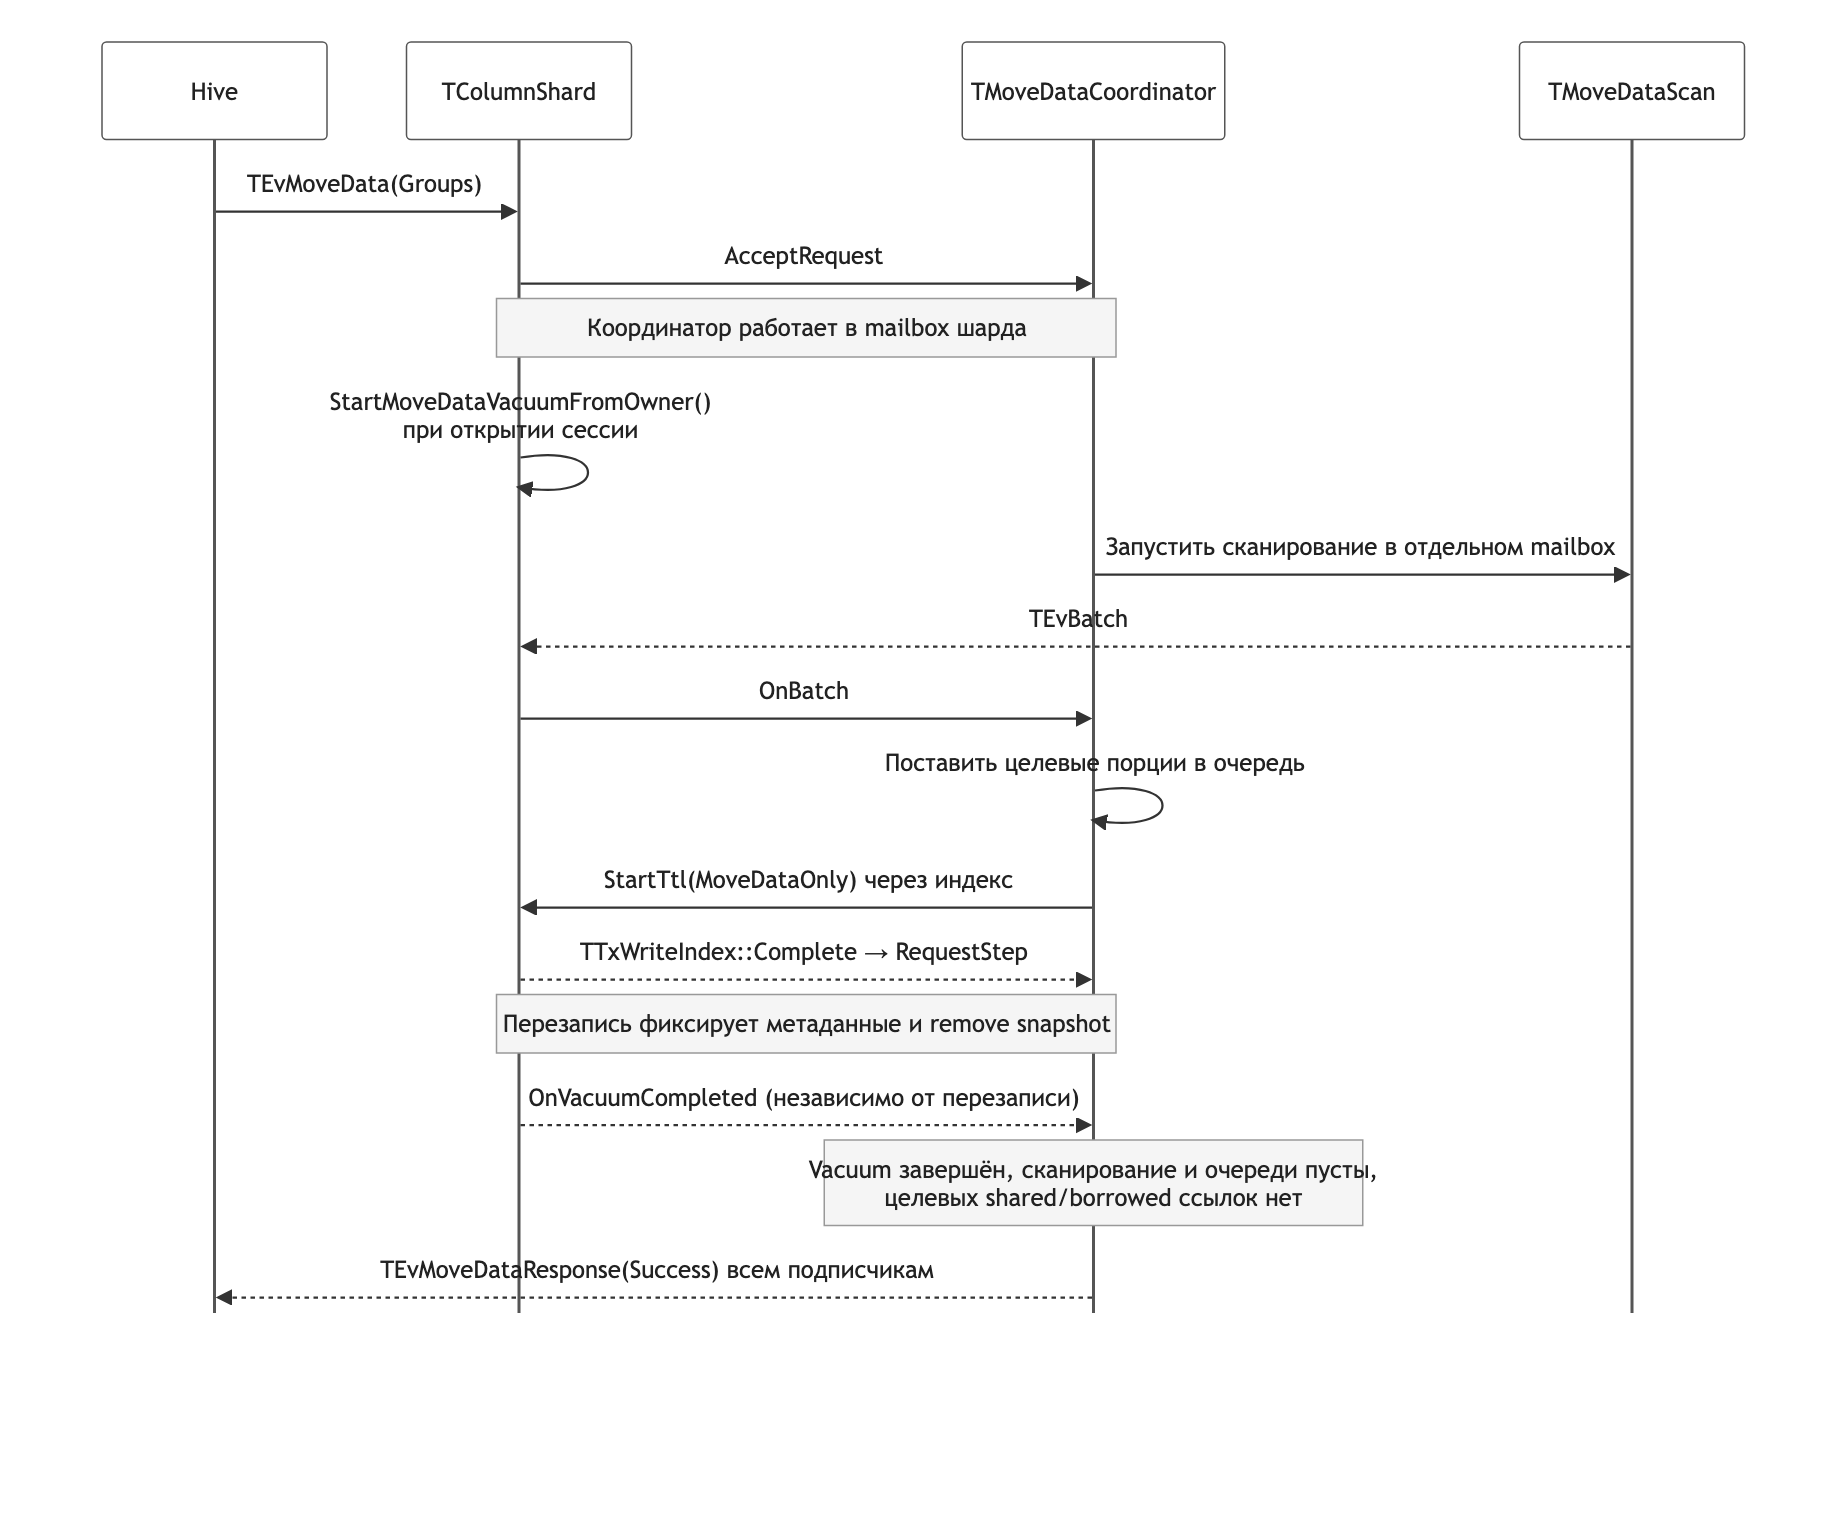 Hive
TColumnShard
TMoveDataCoordinator
TMoveDataScan
TEvMoveData(Groups)
AcceptRequest
Координатор работает в mailbox шарда
StartMoveDataVacuumFromOwner()
при открытии сессии
Запустить сканирование в отдельном mailbox
TEvBatch
OnBatch
Поставить целевые порции в очередь
StartTtl(MoveDataOnly) через индекс
TTxWriteIndex::Complete → RequestStep
Перезапись фиксирует метаданные и remove snapshot
OnVacuumCompleted (независимо от перезаписи)
Vacuum завершён, сканирование и очереди пусты,
целевых shared/borrowed ссылок нет
TEvMoveDataResponse(Success) всем подписчикам